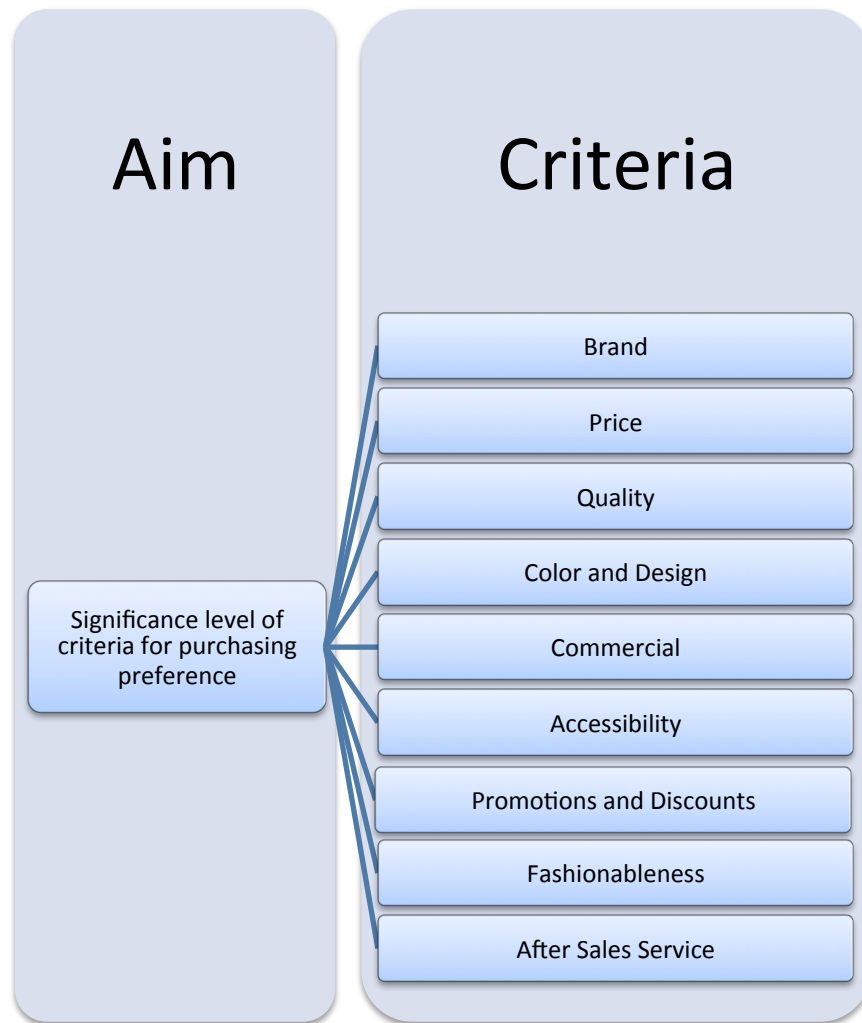 Aim
Criteria
Significance level of
criteria for purchasing
preference
Brand
Price
Quality
Color and Design
Commercial
Accessibility
Promotions and Discounts
Fashionableness
After Sales Service